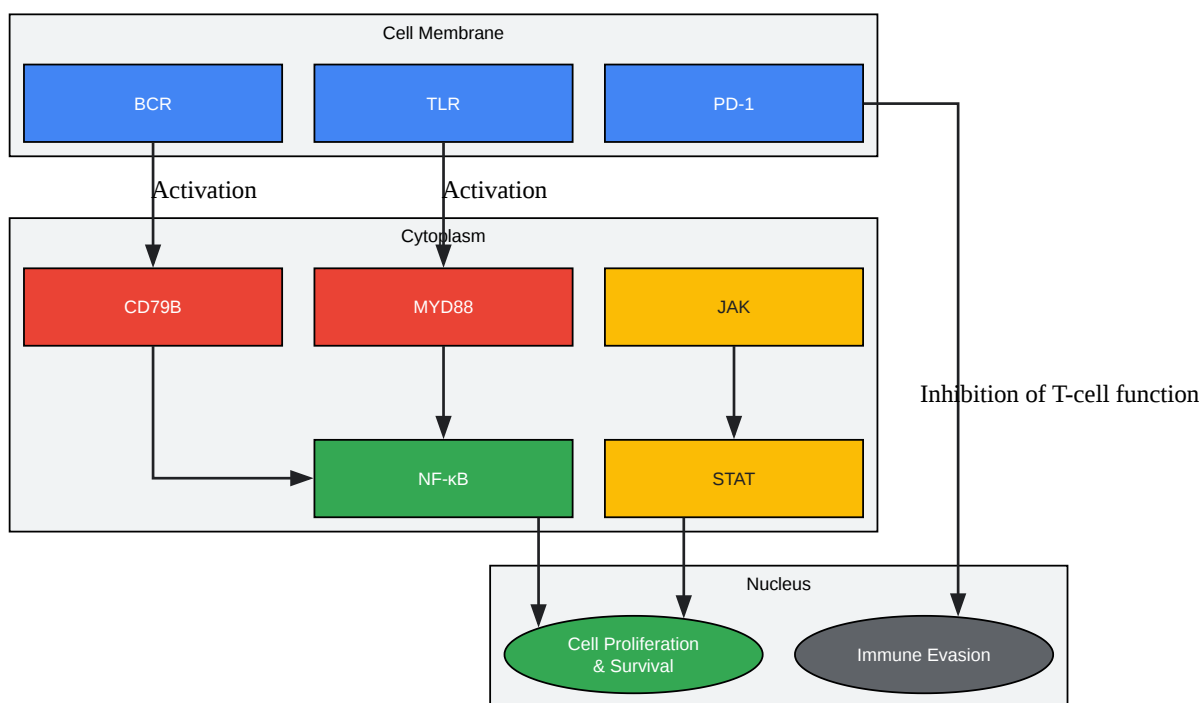 Cell Membrane
BCR
TLR
PD-1
Activation
Activation
Cytoplasm
CD79B
MYD88
JAK
Inhibition of T-cell function
NF-κB
STAT
Nucleus
Cell Proliferation
& Survival
Immune Evasion